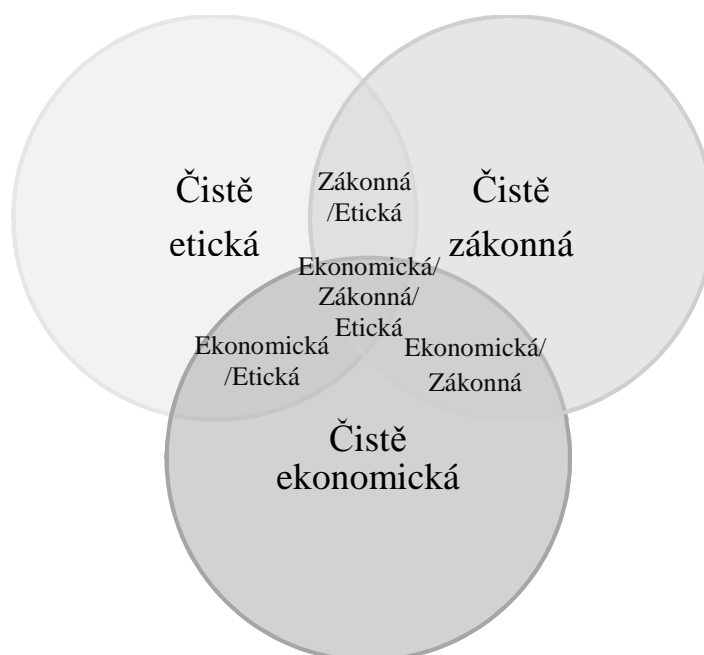 Čistě
etická
Zákonná
/Etická
Čistě
zákonná
Ekonomická/
Zákonná/
Etická
Ekonomická
/Etická
Ekonomická/
Zákonná
Čistě
ekonomická